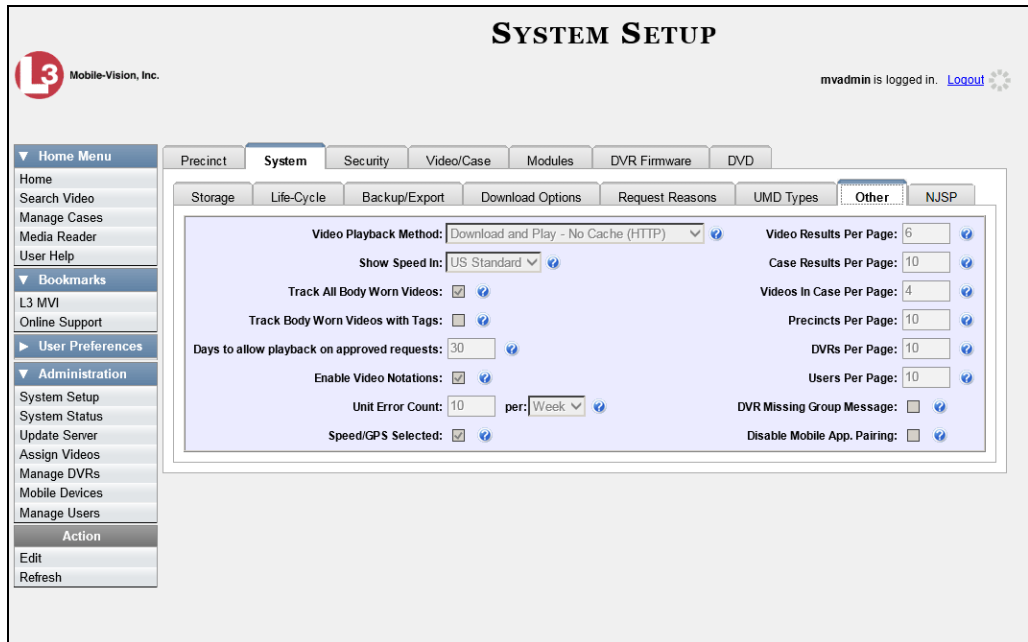 SYSTEM SETUP
L3 Mobile-Vision, Inc.
mvadmin is logged in. Logout
▼ Home Menu
Home
Search Video
Manage Cases
Media Reader
User Help
▼ Bookmarks
L3 MVI
Online Support
▶ User Preferences
▼ Administration
System Setup
System Status
Update Server
Assign Videos
Manage DVRs
Mobile Devices
Manage Users
Action
Edit
Refresh
Precinct System Security Video/Case Modules DVR Firmware DVD
Storage Life-Cycle Backup/Export Download Options Request Reasons UMD Types Other NJSP
Video Playback Method: Download and Play - No Cache (HTTP) ?
Show Speed In: US Standard ?
Track All Body Worn Videos: ?
Track Body Worn Videos with Tags: ?
Days to allow playback on approved requests: 30 ?
Enable Video Notations: ?
Unit Error Count: 10 per: Week ?
Speed/GPS Selected: ?
Video Results Per Page: 6 ?
Case Results Per Page: 10 ?
Videos In Case Per Page: 4 ?
Precincts Per Page: 10 ?
DVRs Per Page: 10 ?
Users Per Page: 10 ?
DVR Missing Group Message: ?
Disable Mobile App. Pairing: ?